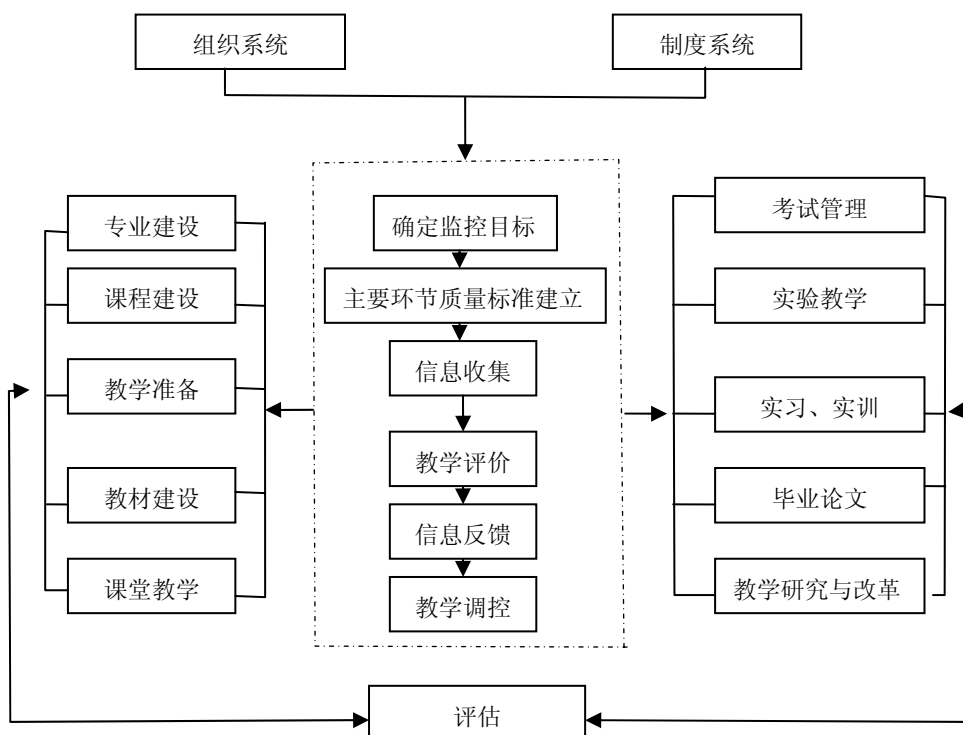 组织系统
制度系统
专业建设
课程建设
教学准备
教材建设
课堂教学
确定监控目标
主要环节质量标准建立
信息收集
教学评价
信息反馈
教学调控
考试管理
实验教学
实习、实训
毕业论文
教学研究与改革
评估